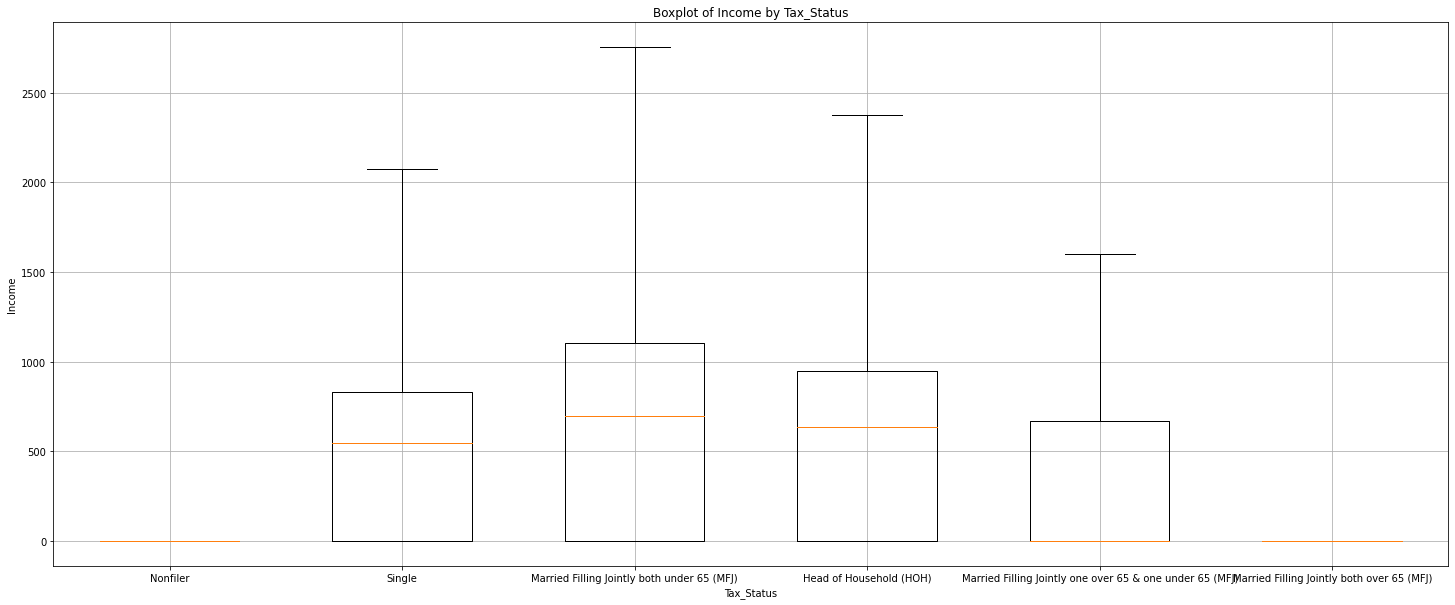 Boxplot of Income by Tax_Status
2500
2000
1500
1000
500
0
Income
Nonfiler
Single
Married Filling Jointly both under 65 (MFJ)
Head of Household (HOH)
Married Filling Jointly one over 65 & one under 65 (MFJ)
Married Filling Jointly both over 65 (MFJ)
Tax_Status